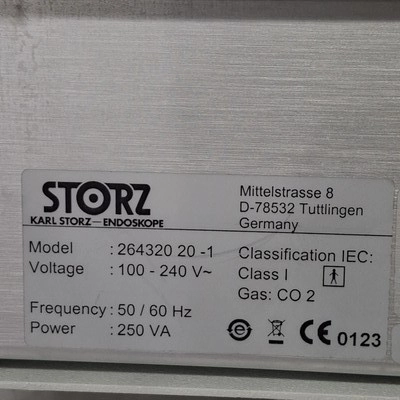 STORZ
KARL STORZ—ENDOSKOPE
Mittelstrasse 8
D-78532 Tuttlingen
Germany
Model : 264320 20 -1
Voltage : 100 - 240 V~
Frequency : 50 / 60 Hz
Power : 250 VA
Classification IEC:
Class I
Gas: CO 2
e CE 0123